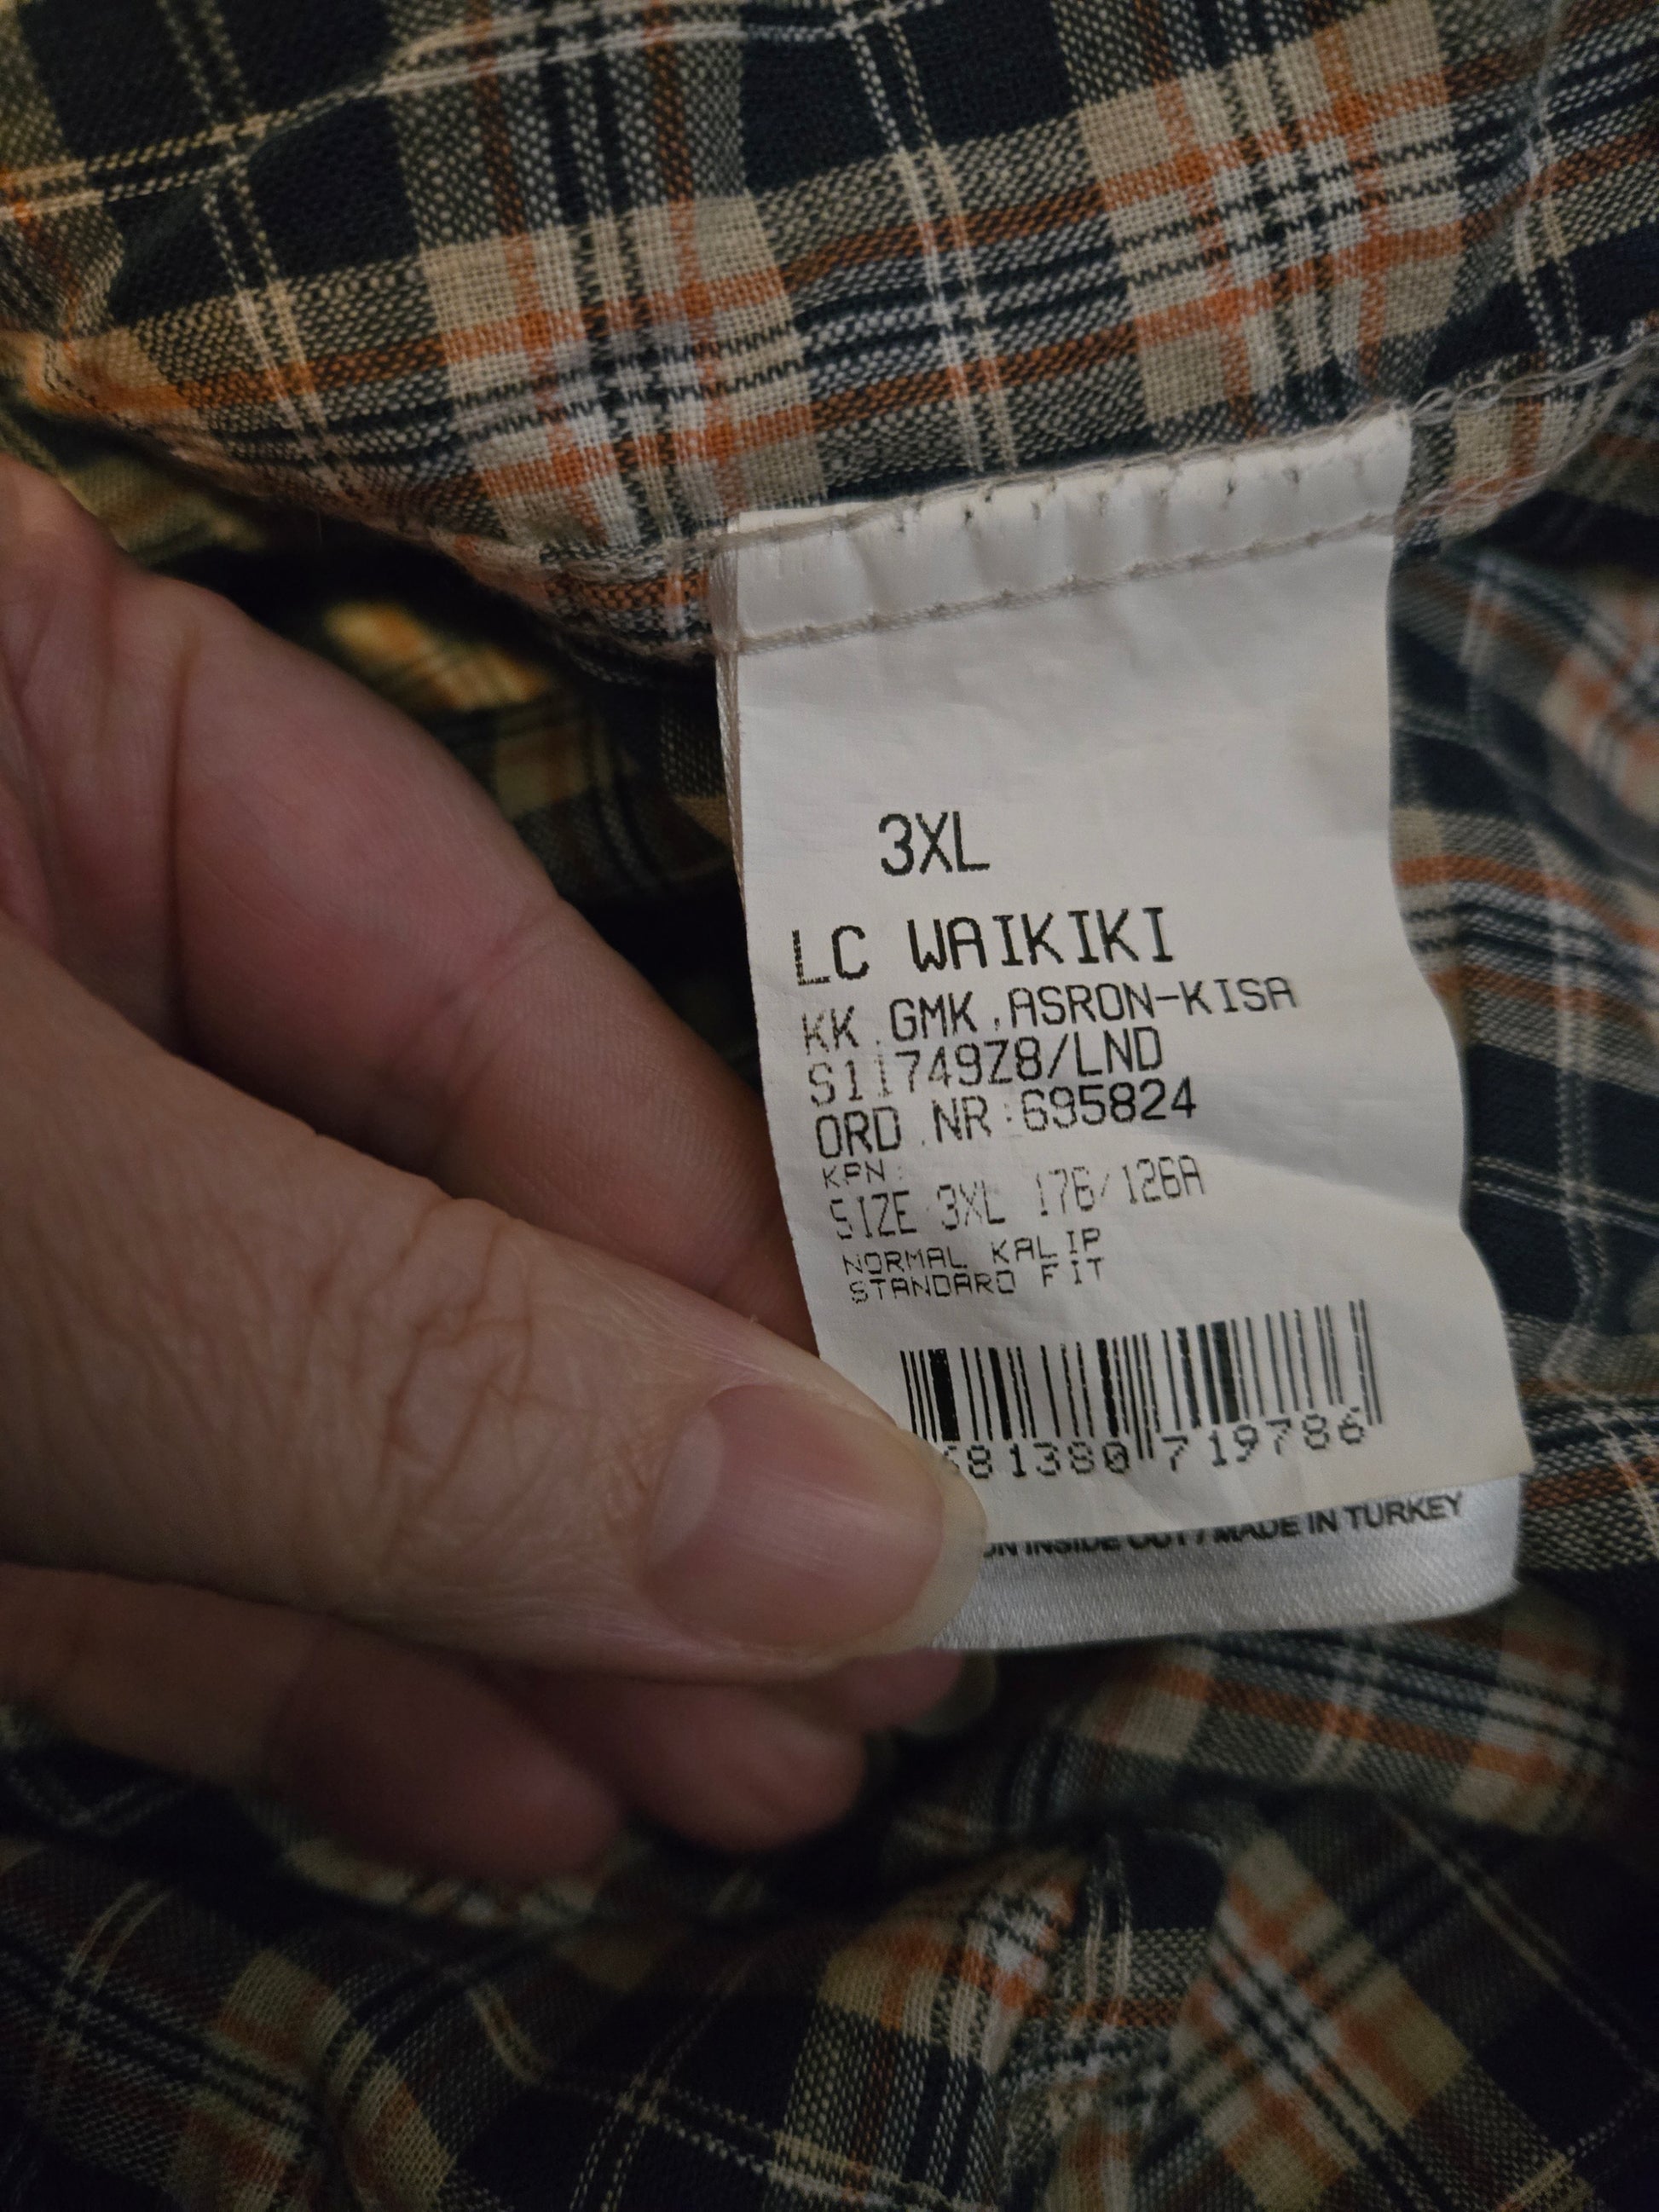 3XL
LC WAIKIKI
KK.GMK.ASRON-KISA
S11749Z8/LND
ORD.NR:695824
KPN:
SIZE 3XL 176/126A
NORMAL KALIP
STANDARD FIT
681380 719786
INSIDE OUT / MADE IN TURKEY